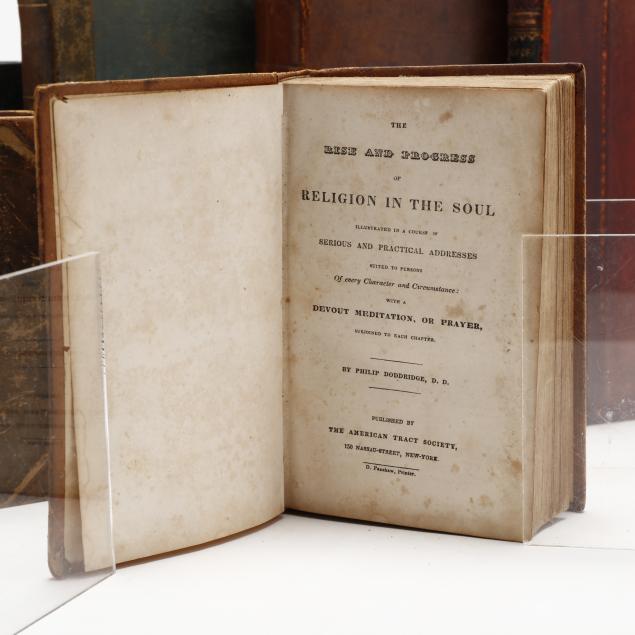 THE
RISE AND PROGRESS
OF
RELIGION IN THE SOUL
ILLUSTRATED IN A COURSE OF
SERIOUS AND PRACTICAL ADDRESSES
SUITED TO PERSONS
Of every Character and Circumstance:
WITH A
DEVOUT MEDITATION, OR PRAYER,
SUBJOINED TO EACH CHAPTER.
BY PHILIP DODDRIDGE, D. D.
PUBLISHED BY
THE AMERICAN TRACT SOCIETY,
150 NASSAU-STREET, NEW-YORK.
D. Fanshaw, Printer.